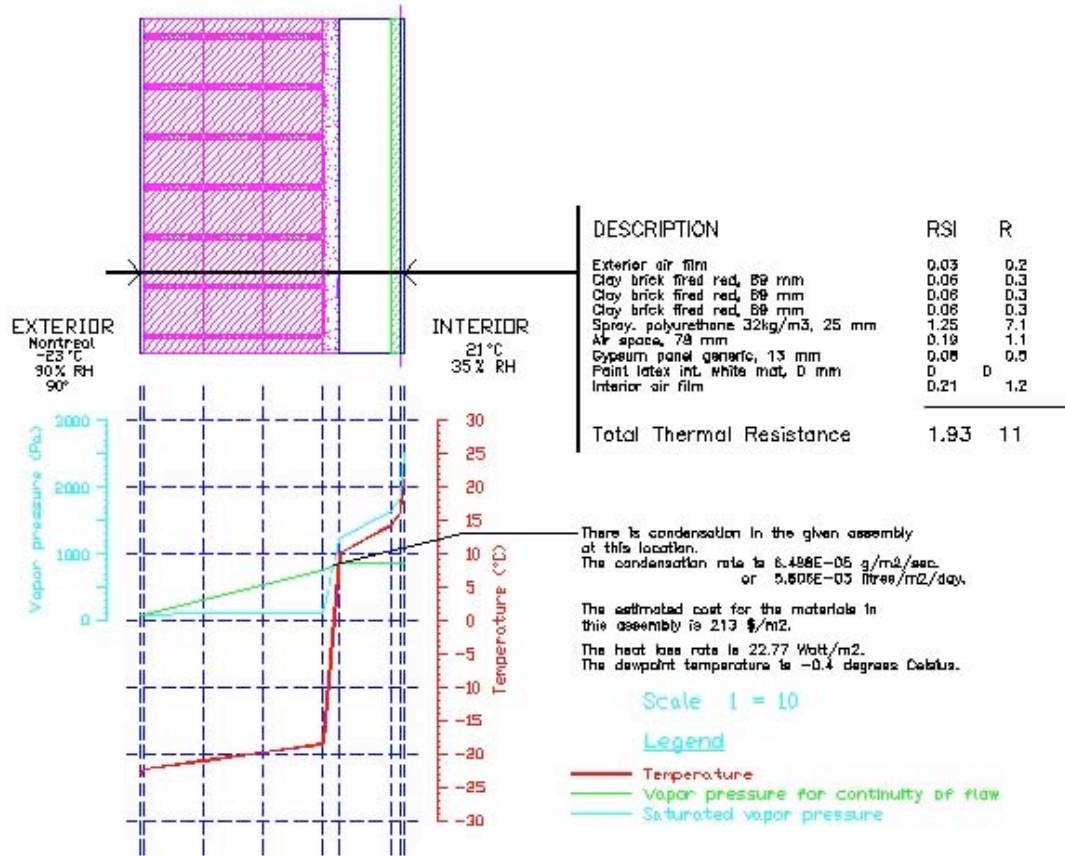 DESCRIPTION RSI R
Exterior air film 0.03 0.2
Clay brick fired red, 89 mm 0.06 0.3
Clay brick fired red, 89 mm 0.06 0.3
Clay brick fired red, 89 mm 0.06 0.3
Spray. polyurethane 32kg/m3, 25 mm 1.25 7.1
Air space, 78 mm 0.19 1.1
Gypsum panel generic, 13 mm 0.08 0.5
Paint latex int. white mat, 0 mm 0 0
Interior air film 0.21 1.2
Total Thermal Resistance 1.93 11
EXTERIOR
Montreal
-23 °C
90% RH
90°
INTERIOR
21 °C
35 % RH
Vapor pressure (Pa.)
3000
2000
1000
0
30
25
20
15
10
5
0
-5
-10
-15
-20
-25
-30
Temperature (°C)
There is condensation in the given assembly
at this location.
The condensation rate is 6.488E-05 g/m2/sec.
or 5.606E-03 litres/m2/day.
The estimated cost for the materials in
this assembly is 213 $/m2.
The heat loss rate is 22.77 Watt/m2.
The dewpoint temperature is -0.4 degrees Celsius.
Scale 1 = 10
Legend
Temperature
Vapor pressure for continuity of flow
Saturated vapor pressure